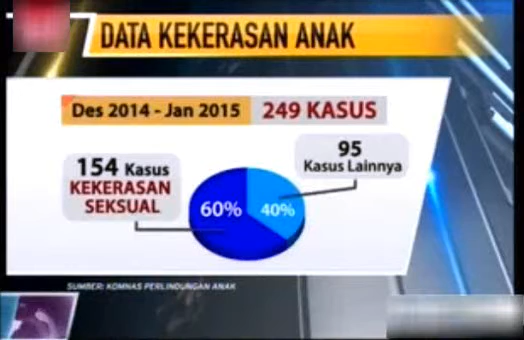 DATA KEKERASAN ANAK
Des 2014 - Jan 2015
249 KASUS
154 Kasus
KEKERASAN
SEKSUAL
95
Kasus Lainnya
60%
40%
SUMBER: KOMNAS PERLINDUNGAN ANAK